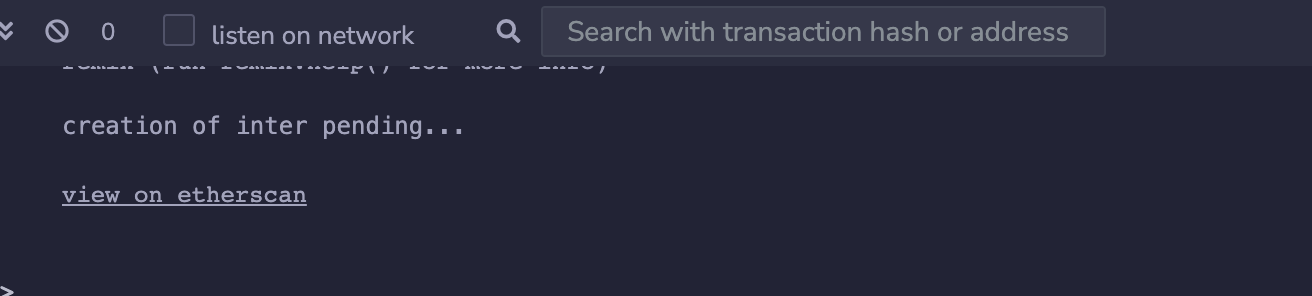 0
listen on network
Search with transaction hash or address
creation of inter pending...
view on etherscan
>